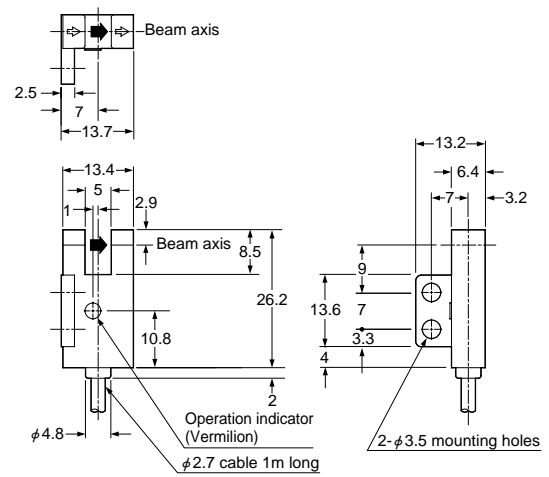 Beam axis
2.5
7
13.7
13.4
5
1
2.9
Beam axis
8.5
26.2
10.8
2
Operation indicator
(Vermilion)
φ4.8
φ2.7 cable 1m long
13.2
6.4
7
3.2
9
13.6
7
3.3
4
2-φ3.5 mounting holes